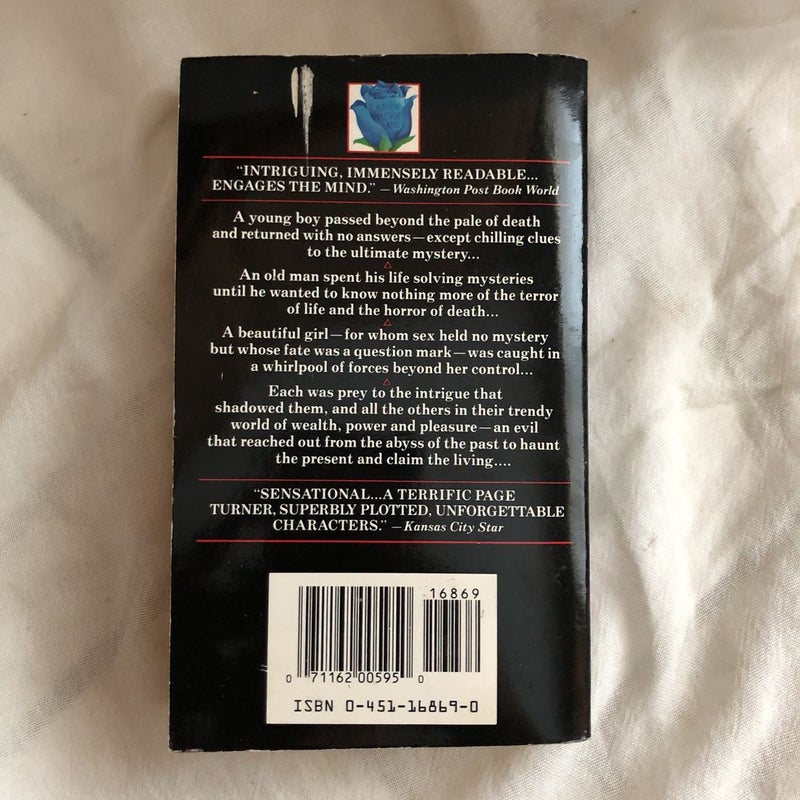 “INTRIGUING, IMMENSELY READABLE...
ENGAGES THE MIND.” — Washington Post Book World
A young boy passed beyond the pale of death
and returned with no answers—except chilling clues
to the ultimate mystery...
An old man spent his life solving mysteries
until he wanted to know nothing more of the terror
of life and the horror of death...
A beautiful girl—for whom sex held no mystery
but whose fate was a question mark—was caught in
a whirlpool of forces beyond her control...
Each was prey to the intrigue that
shadowed them, and all the others in their trendy
world of wealth, power and pleasure—an evil
that reached out from the abyss of the past to haunt
the present and claim the living....
“SENSATIONAL...A TERRIFIC PAGE
TURNER, SUPERBLY PLOTTED, UNFORGETTABLE
CHARACTERS.” —Kansas City Star
16869
0 71162 00595 0
ISBN 0-451-16869-0